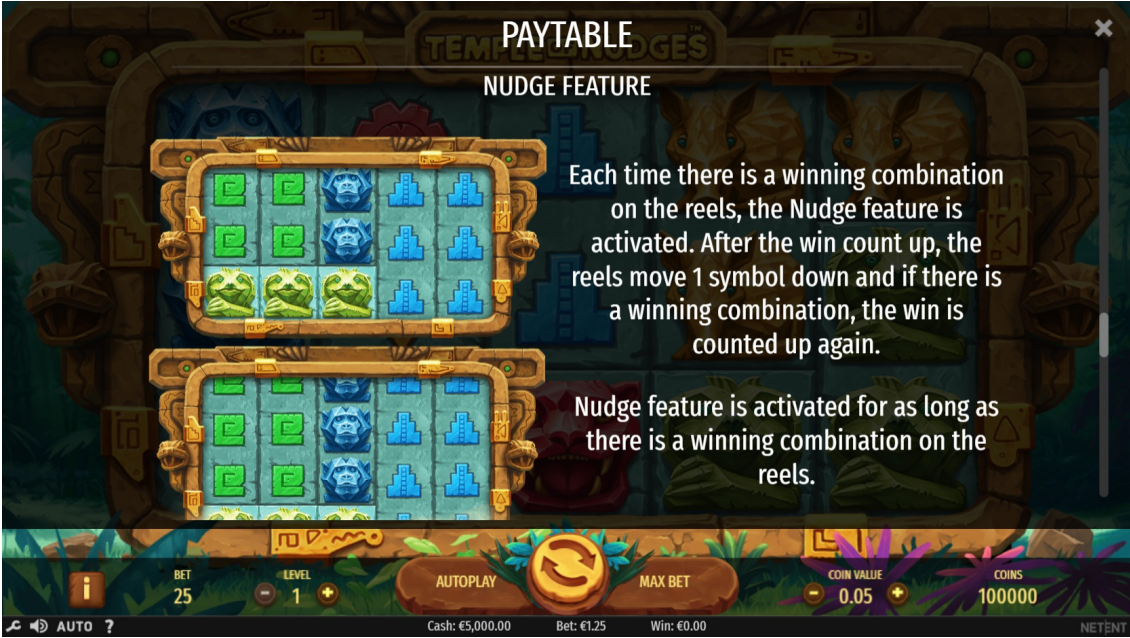 PAYTABLE
TEMPLE OF NUDGES™
NUDGE FEATURE
Each time there is a winning combination
on the reels, the Nudge feature is
activated. After the win count up, the
reels move 1 symbol down and if there is
a winning combination, the win is
counted up again.
Nudge feature is activated for as long as
there is a winning combination on the
reels.
BET
25
LEVEL
1
AUTOPLAY
MAX BET
COIN VALUE
0.05
COINS
100000
AUTO ?
Cash: €5,000.00
Bet: €1.25
Win: €0.00
NETENT